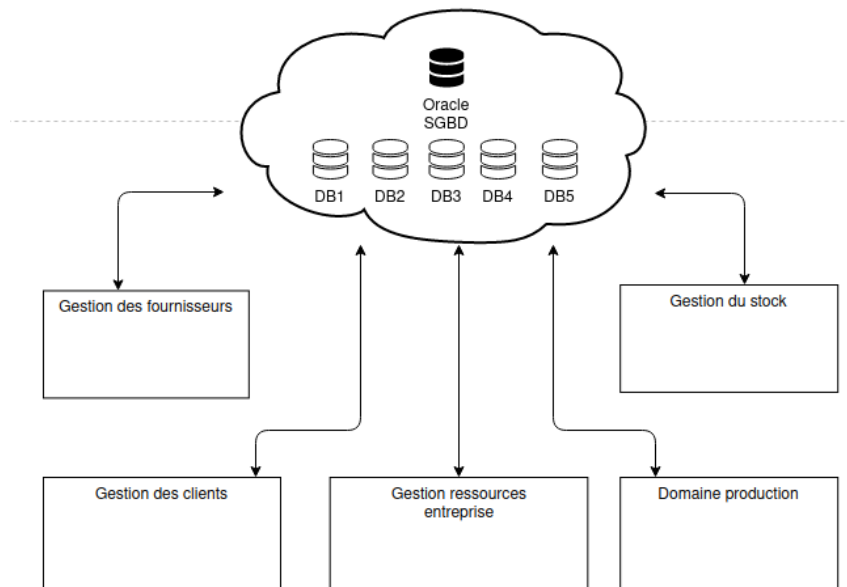 Oracle
SGBD
DB1 DB2 DB3 DB4 DB5
Gestion des fournisseurs
Gestion du stock
Gestion des clients
Gestion ressources
entreprise
Domaine production